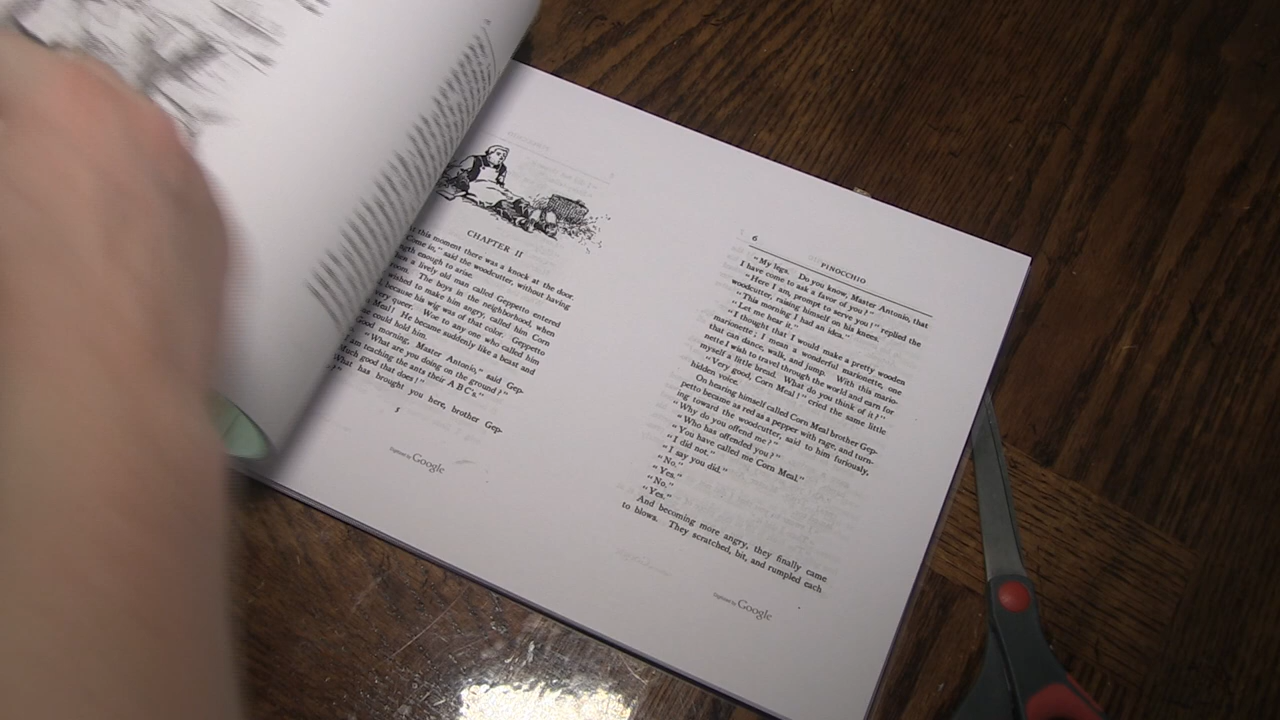 CHAPTER II
this moment there was a knock at the door.
Come in," said the woodcutter, without having
enough to arise.
a lively old man called Geppetto entered
room. The boys in the neighborhood, when
wished to make him angry, called him Corn
because his wig was of that color. Geppetto
very queer. Woe to any one who called him
Meal! He became suddenly like a beast and
could hold him.
Good morning, Master Antonio," said Gep-
"What are you doing on the ground?"
am teaching the ants their A B C's."
Much good that does!"
What has brought you here, brother Gep-
5
Digitized by Google
6
PINOCCHIO
"My legs. Do you know, Master Antonio, that
I have come to ask a favor of you?"
"Here I am, prompt to serve you!" replied the
woodcutter, raising himself on his knees.
"This morning I had an idea."
"Let me hear it."
"I thought that I would make a pretty wooden
marionette; I mean a wonderful marionette, one
that can dance, walk, and jump. With this mario-
nette I wish to travel through the world and earn for
myself a little bread. What do you think of it?"
"Very good, Corn Meal!" cried the same little
hidden voice.
On hearing himself called Corn Meal brother Gep-
petto became as red as a pepper with rage, and turn-
ing toward the woodcutter, said to him furiously,
"Why do you offend me?"
"Who has offended you?"
"You have called me Corn Meal."
"I did not."
"I say you did."
"No."
"Yes."
"No."
"Yes."
And becoming more angry, they finally came
to blows. They scratched, bit, and rumpled each
Digitized by Google